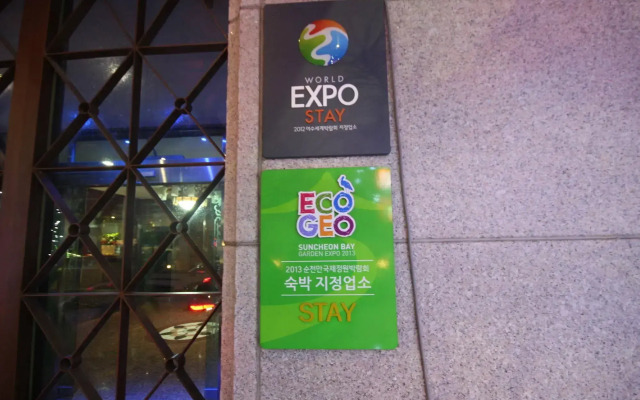 WORLD
EXPO
STAY
2012 여수세계박람회 지정업소
ECO
GEO
SUNCHEON BAY
GARDEN EXPO 2013
2013 순천만국제정원박람회
숙박 지정업소
STAY